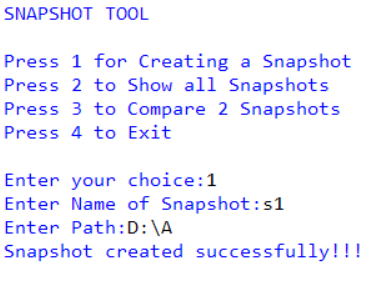 SNAPSHOT TOOL
Press 1 for Creating a Snapshot
Press 2 to Show all Snapshots
Press 3 to Compare 2 Snapshots
Press 4 to Exit
Enter your choice:1
Enter Name of Snapshot:s1
Enter Path:D:\A
Snapshot created successfully!!!